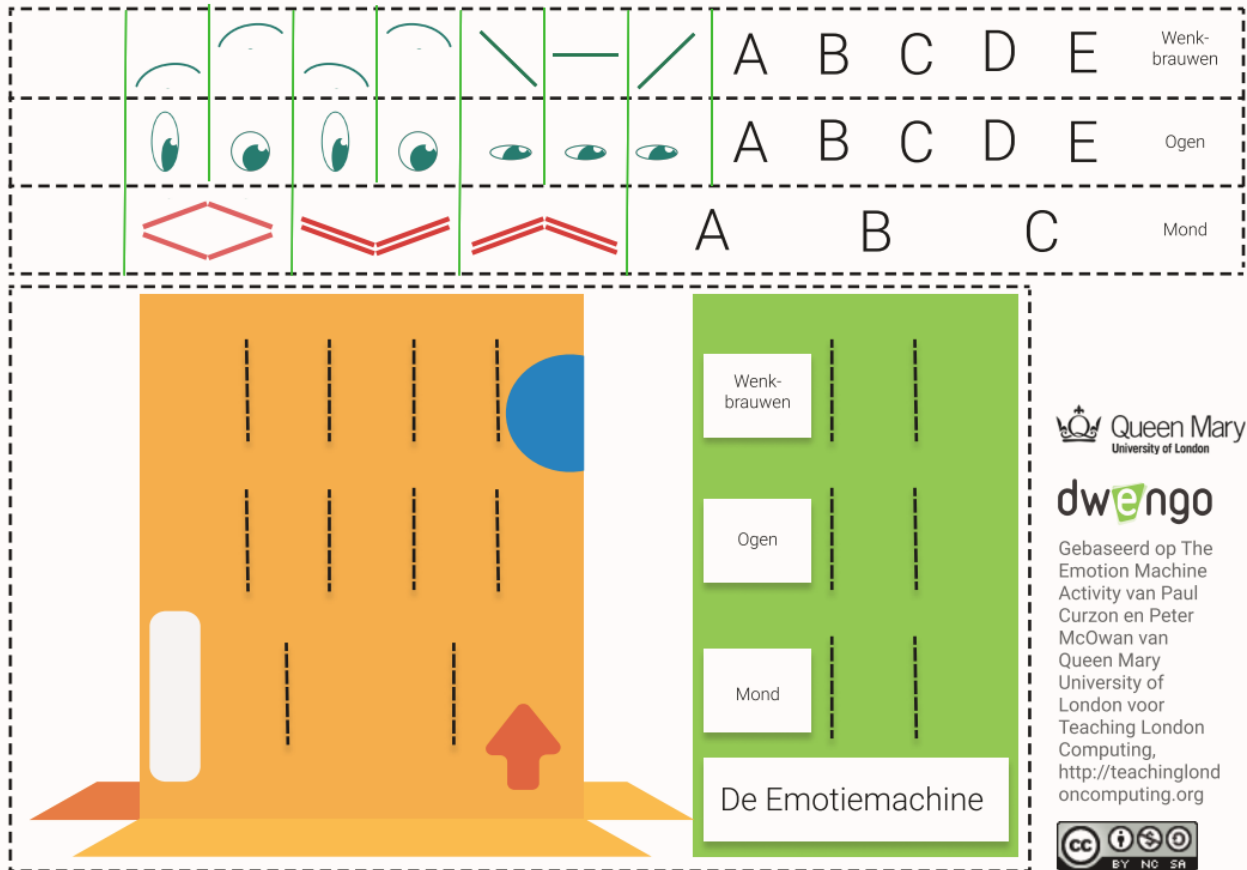 A B C D E
Wenk-
brauwen
A B C D E
Ogen
A B C
Mond
Wenk-
brauwen
Ogen
Mond
De Emotiemachine
Queen Mary
University of London
dwengo
Gebaseerd op The
Emotion Machine
Activity van Paul
Curzon en Peter
McOwan van
Queen Mary
University of
London voor
Teaching London
Computing,
http://teachinglond
oncomputing.org
cc
BY NC SA